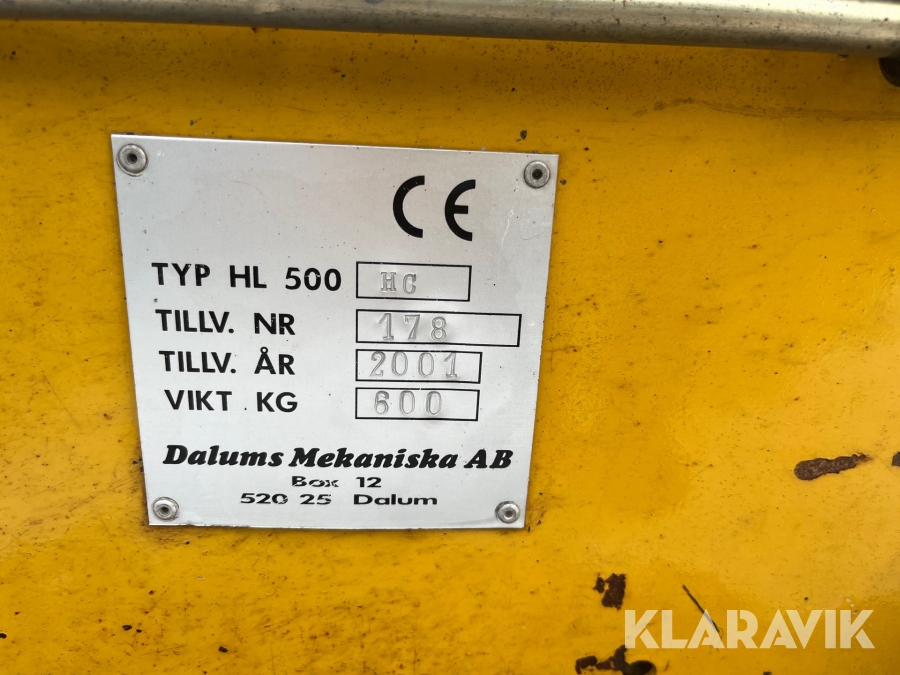 CE
TYP HL 500 HC
TILLV. NR 178
TILLV. ÅR 2001
VIKT KG 600
Dalums Mekaniska AB
Box 12
520 25 Dalum
KLARAVIK